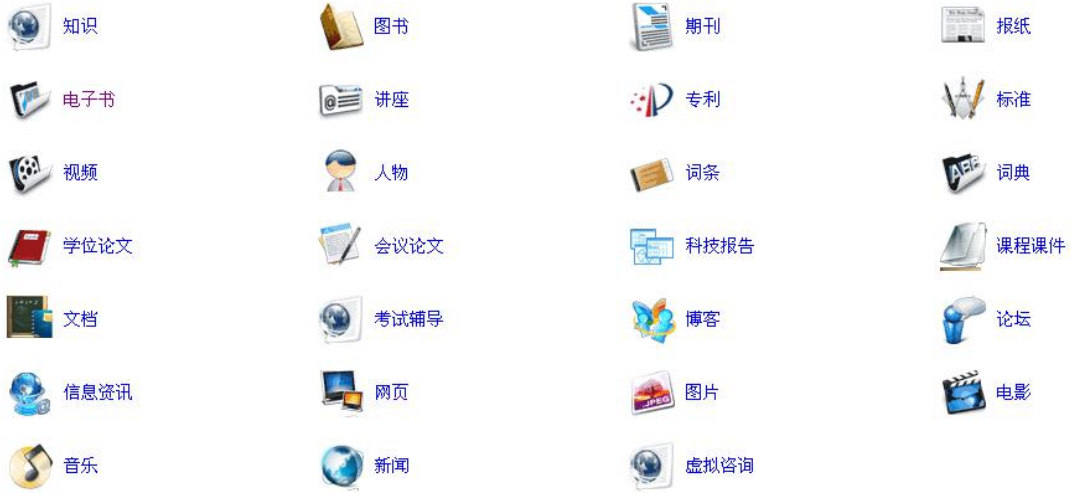 知识 图书 期刊 报纸
电子书 讲座 专利 标准
视频 人物 词条 词典
学位论文 会议论文 科技报告 课程课件
文档 考试辅导 博客 论坛
信息资讯 网页 JPEG 图片 电影
音乐 新闻 虚拟咨询